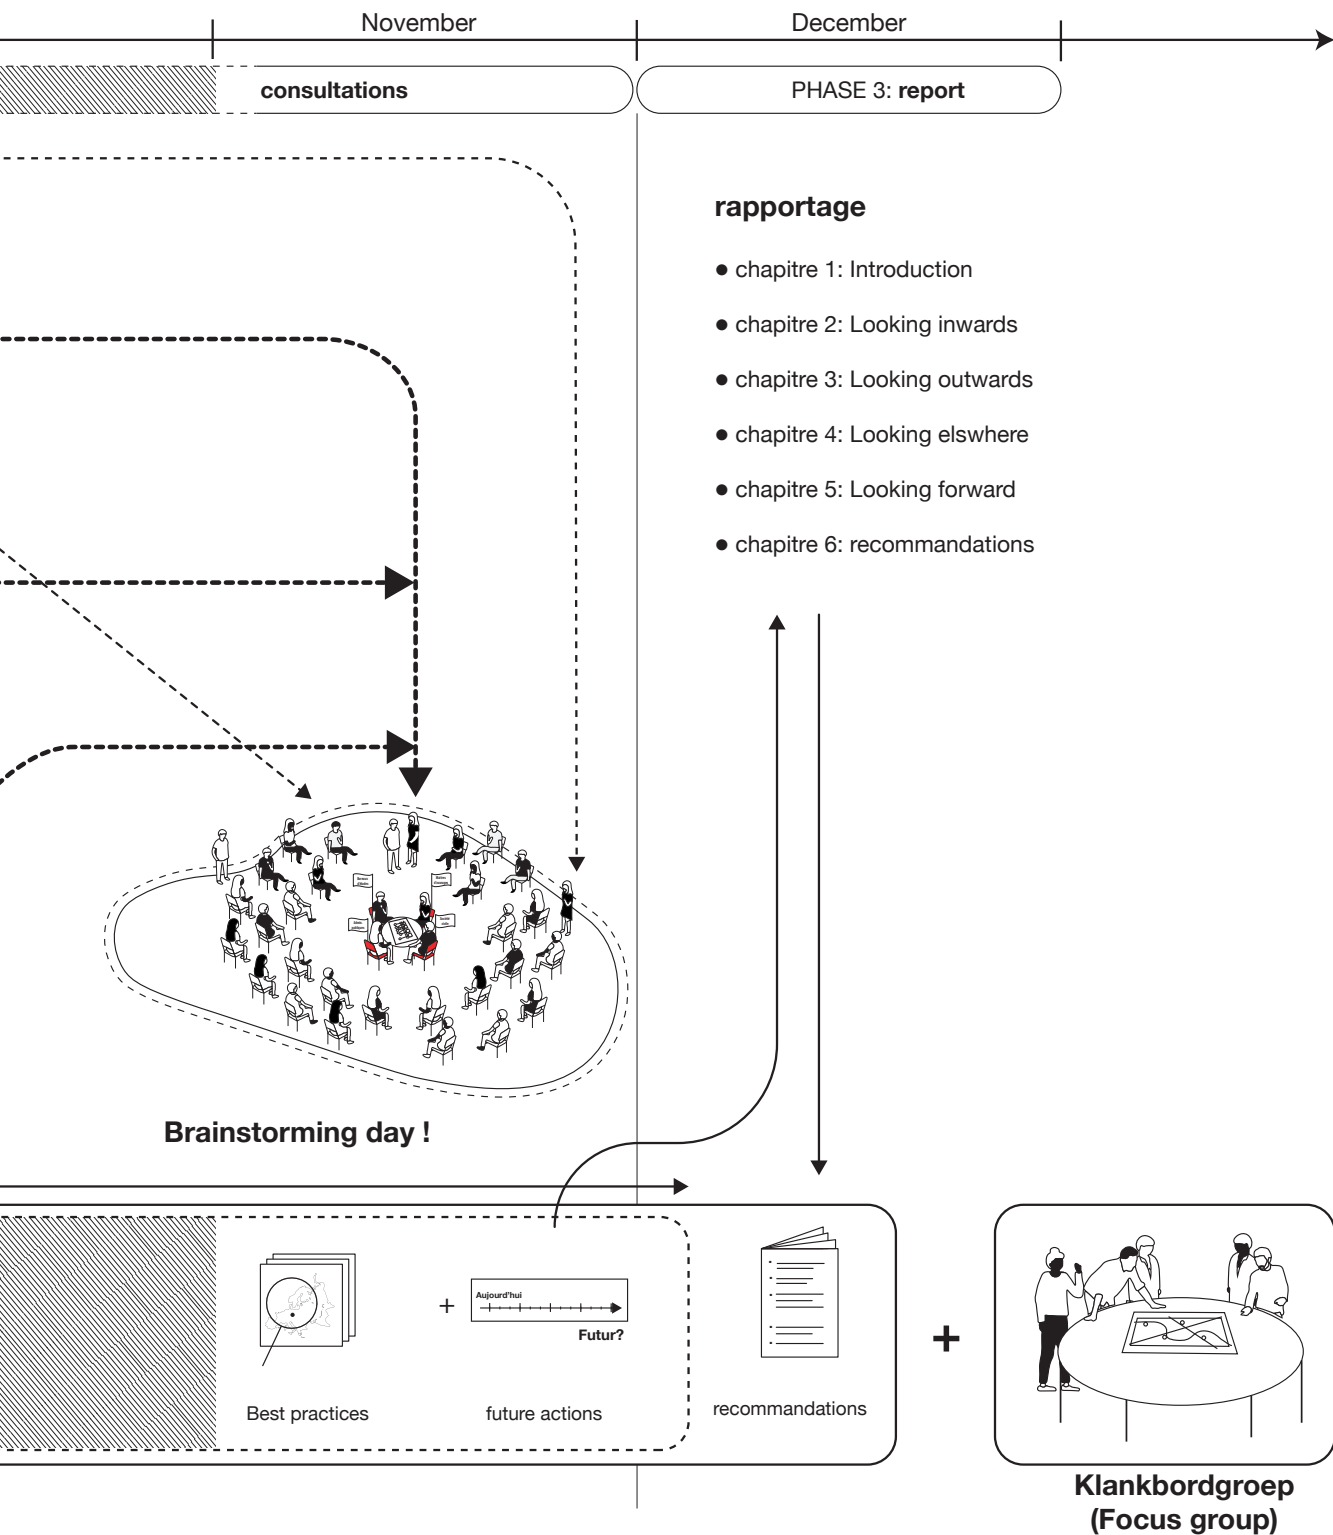 November
December
consultations
PHASE 3: report
rapportage
● chapitre 1: Introduction
● chapitre 2: Looking inwards
● chapitre 3: Looking outwards
● chapitre 4: Looking elswhere
● chapitre 5: Looking forward
● chapitre 6: recommandations
Brainstorming day !
Aujourd'hui
+
Futur?
+
Best practices
future actions
recommandations
Klankbordgroep
(Focus group)